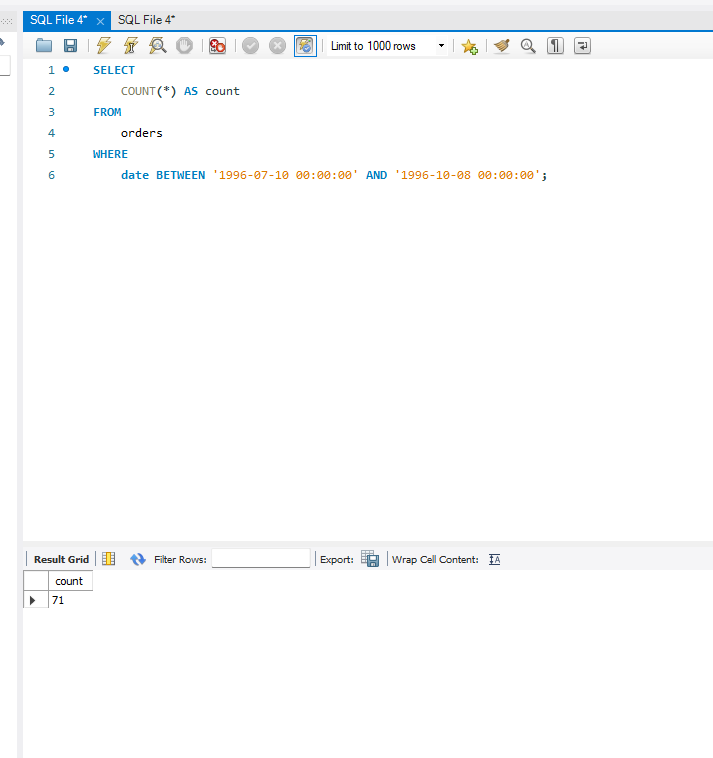 SQL File 4* SQL File 4*
Limit to 1000 rows
1 SELECT
2 COUNT(*) AS count
3 FROM
4 orders
5 WHERE
6 date BETWEEN '1996-07-10 00:00:00' AND '1996-10-08 00:00:00';
Result Grid Filter Rows: Export: Wrap Cell Content:
count
71